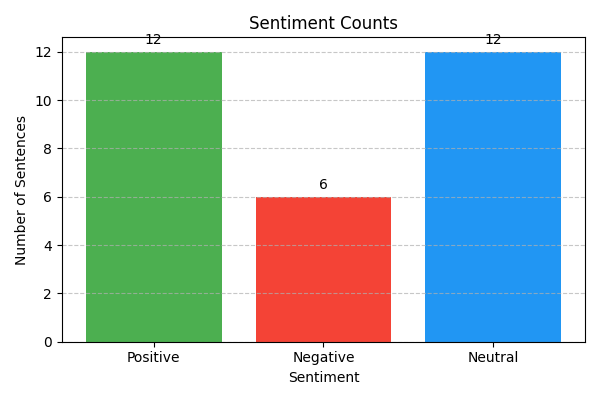 Sentiment Counts
12
6
12
Number of Sentences
12
10
8
6
4
2
0
Positive
Negative
Neutral
Sentiment